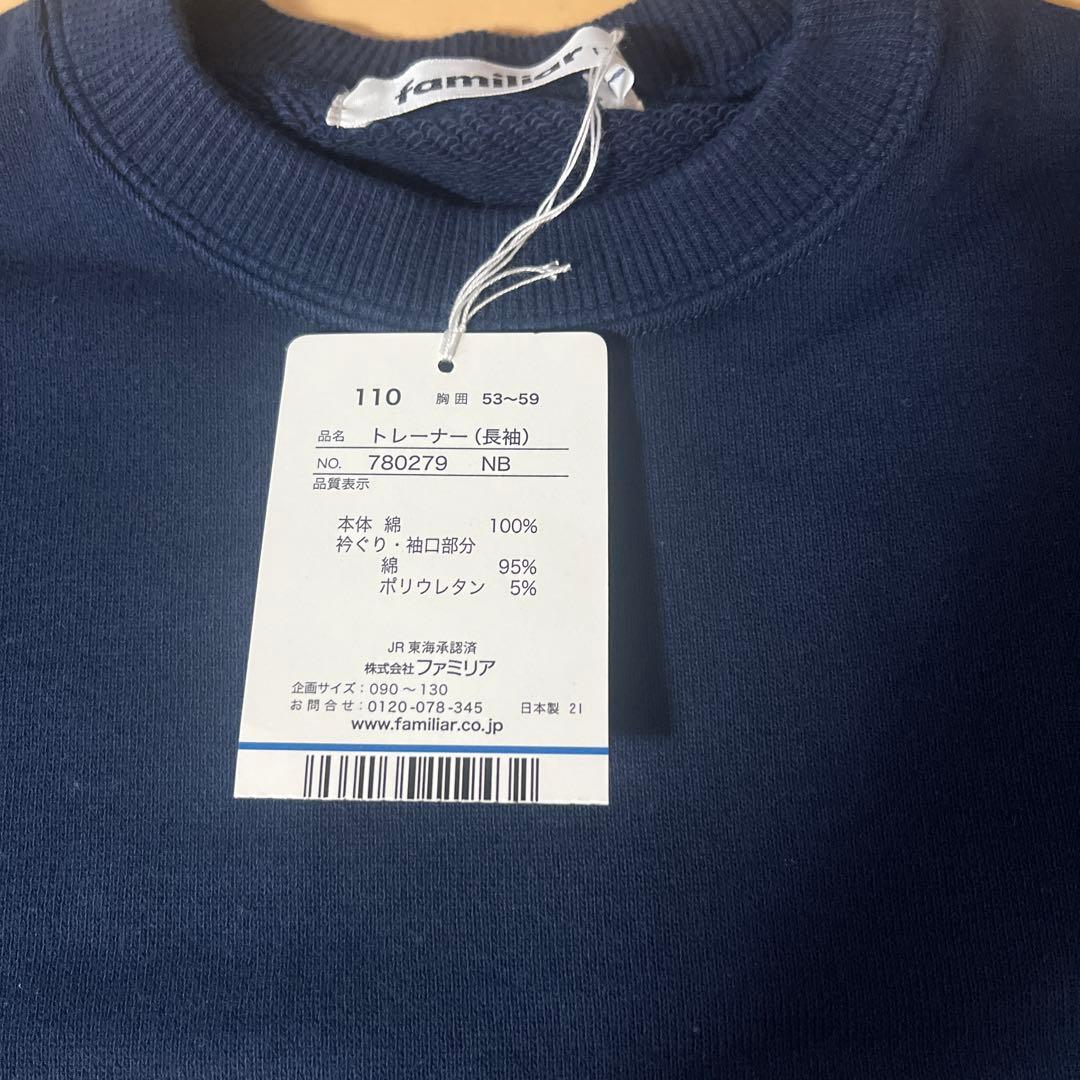 familiar
110 胸囲 53〜59
品名 トレーナー(長袖)
NO. 780279 NB
品質表示
本体 綿 100%
衿ぐり・袖口部分
綿 95%
ポリウレタン 5%
JR東海承認済
株式会社ファミリア
企画サイズ:090〜130
お問合せ:0120-078-345 日本製 21
www.familiar.co.jp